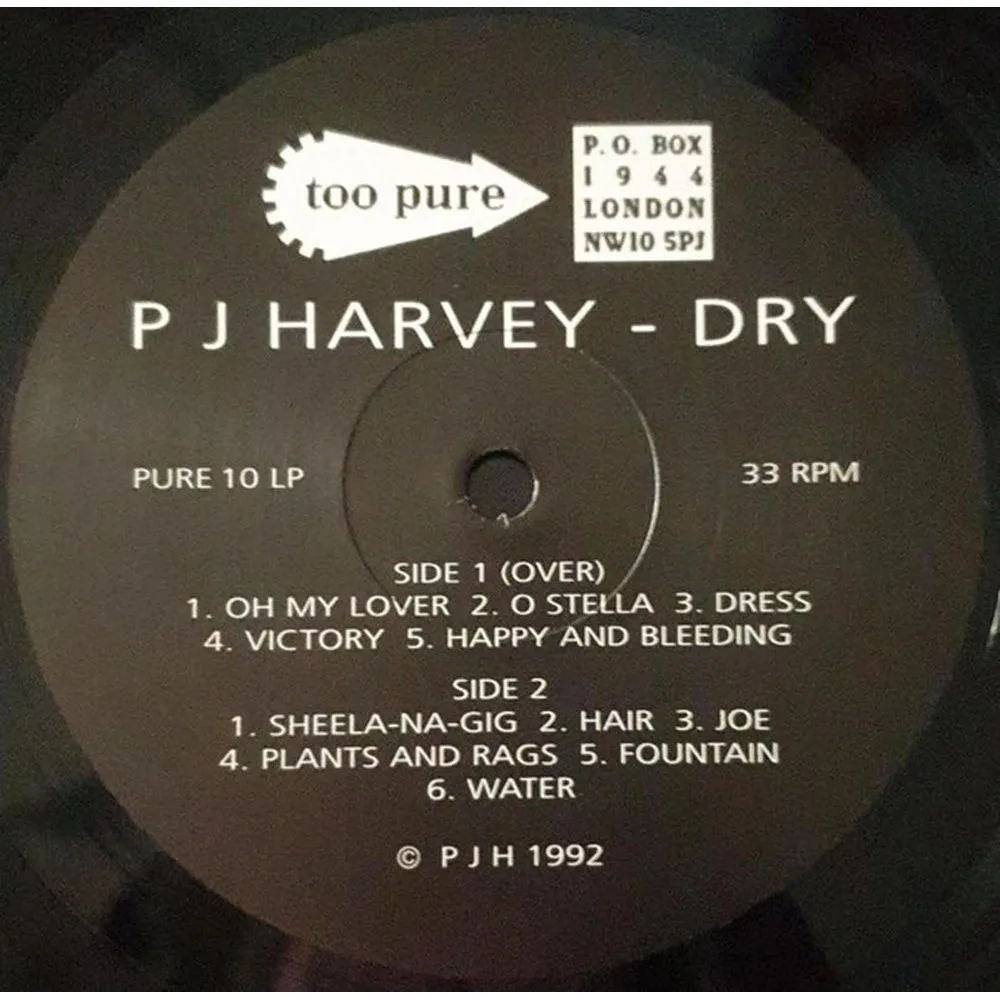 too pure
P. O. BOX
1 9 4 4
LONDON
NW10 5PJ
P J HARVEY - DRY
PURE 10 LP
33 RPM
SIDE 1 (OVER)
1. OH MY LOVER 2. O STELLA 3. DRESS
4. VICTORY 5. HAPPY AND BLEEDING
SIDE 2
1. SHEELA-NA-GIG 2. HAIR 3. JOE
4. PLANTS AND RAGS 5. FOUNTAIN
6. WATER
© P J H 1992